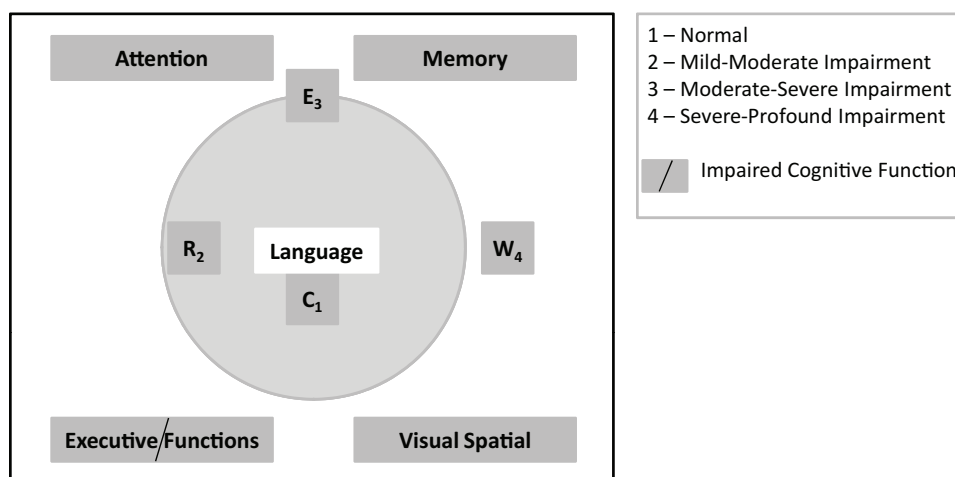 Attention
Memory
E₃
R₂
Language
W₄
C₁
Executive Functions
Visual Spatial
1 – Normal
2 – Mild-Moderate Impairment
3 – Moderate-Severe Impairment
4 – Severe-Profound Impairment
/ Impaired Cognitive Function